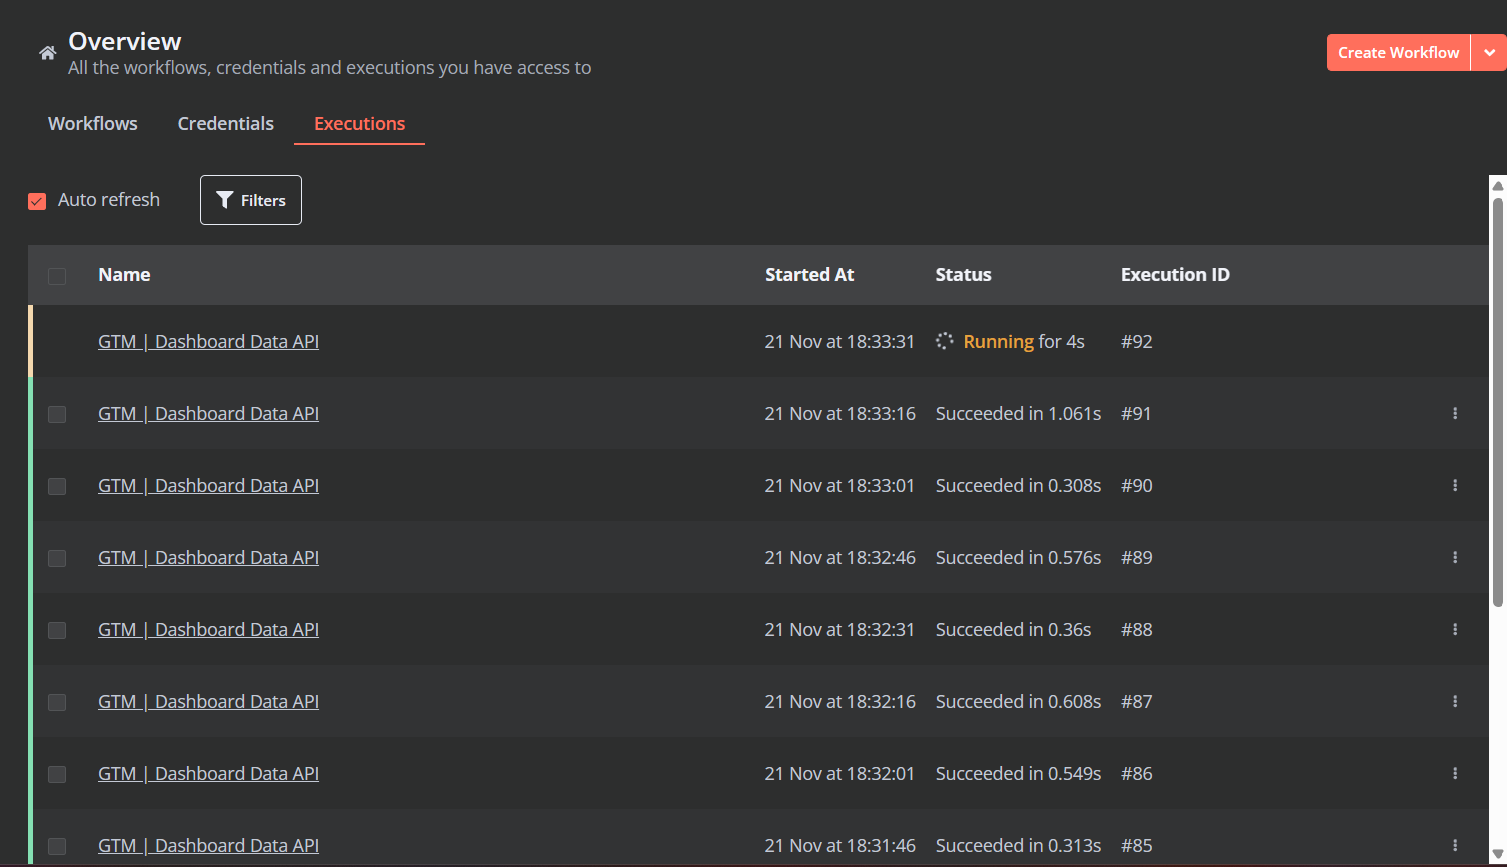 Overview
All the workflows, credentials and executions you have access to
Create Workflow
Workflows Credentials Executions
Auto refresh Filters
Name Started At Status Execution ID
GTM | Dashboard Data API 21 Nov at 18:33:31 Running for 4s #92
GTM | Dashboard Data API 21 Nov at 18:33:16 Succeeded in 1.061s #91
GTM | Dashboard Data API 21 Nov at 18:33:01 Succeeded in 0.308s #90
GTM | Dashboard Data API 21 Nov at 18:32:46 Succeeded in 0.576s #89
GTM | Dashboard Data API 21 Nov at 18:32:31 Succeeded in 0.36s #88
GTM | Dashboard Data API 21 Nov at 18:32:16 Succeeded in 0.608s #87
GTM | Dashboard Data API 21 Nov at 18:32:01 Succeeded in 0.549s #86
GTM | Dashboard Data API 21 Nov at 18:31:46 Succeeded in 0.313s #85